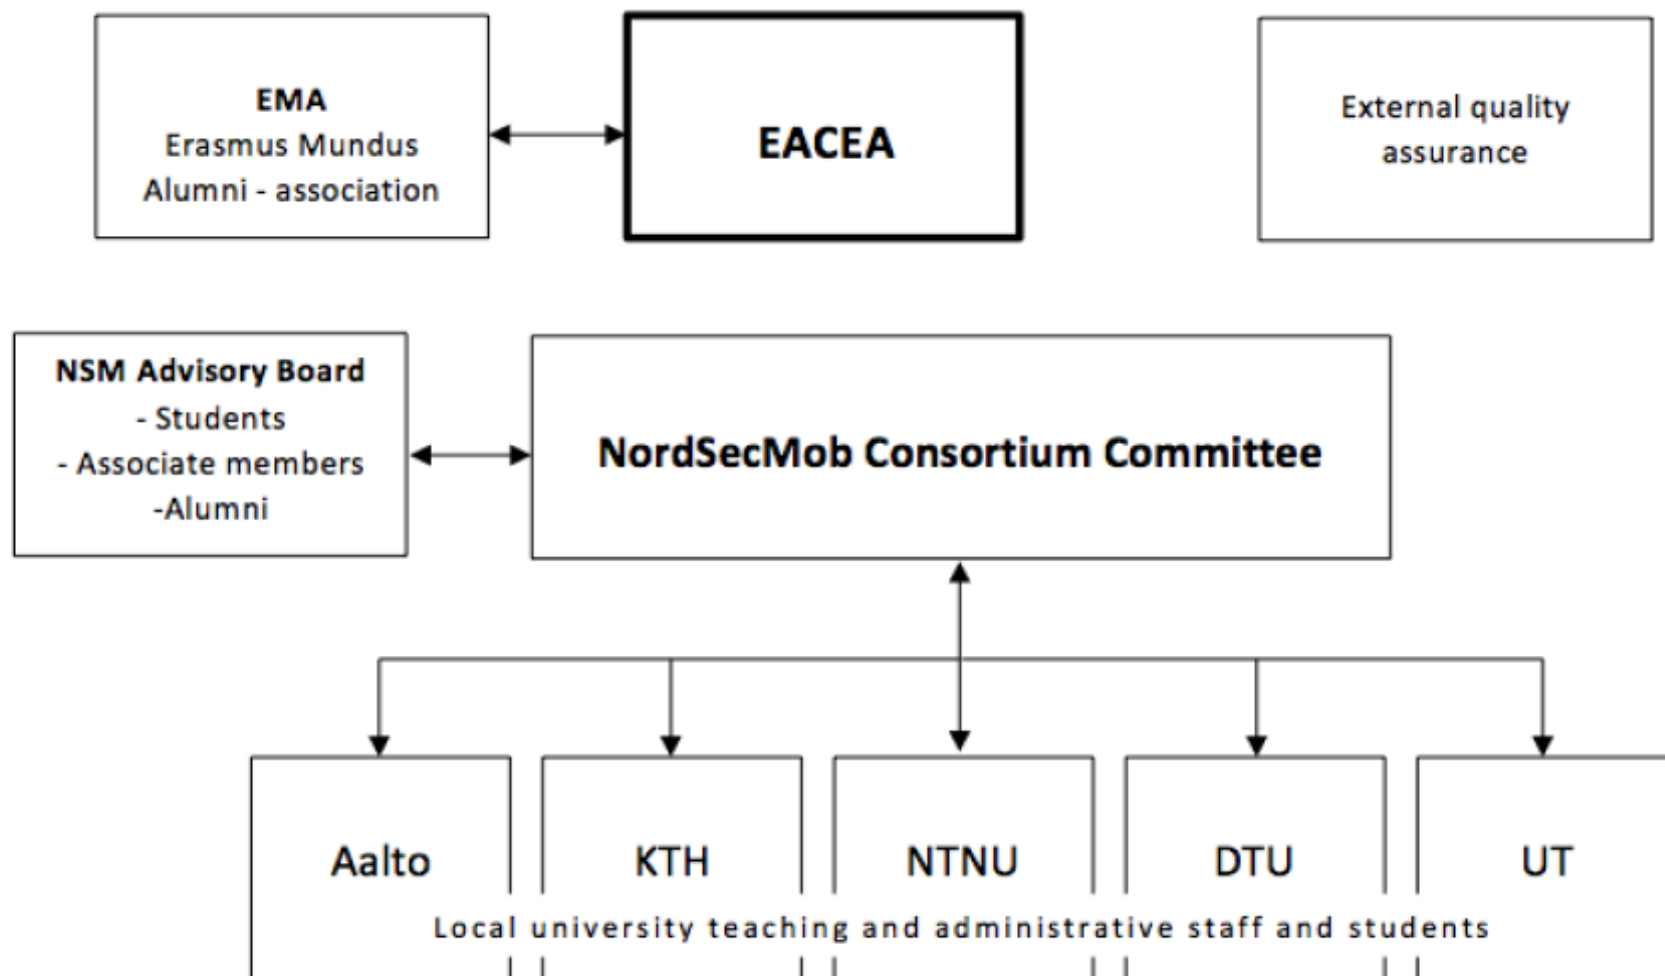 EMA
Erasmus Mundus
Alumni - association
EACEA
External quality
assurance
NSM Advisory Board
- Students
- Associate members
-Alumni
NordSecMob Consortium Committee
Aalto
KTH
NTNU
DTU
UT
Local university teaching and administrative staff and students